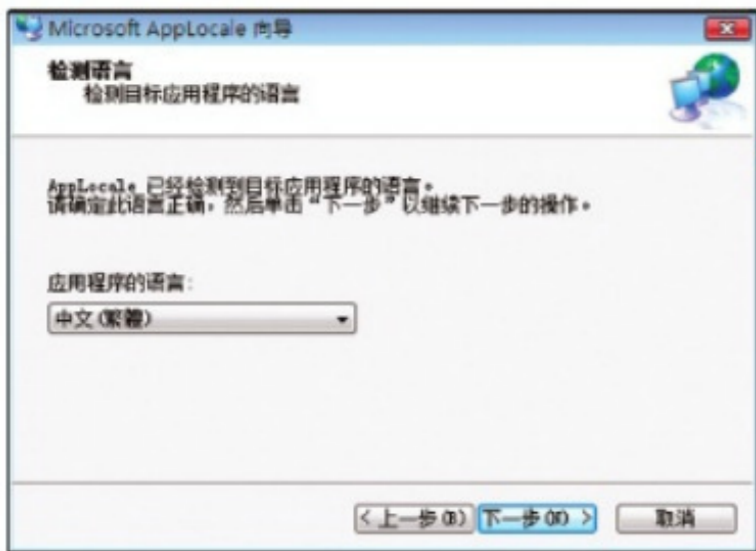 Microsoft AppLocale 向导
检测语言
检测目标应用程序的语言
AppLocale 已经检测到目标应用程序的语言。
请确定此语言正确，然后单击“下一步”以继续下一步的操作。
应用程序的语言:
中文(繁體)
< 上一步(B)
下一步(N) >
取消